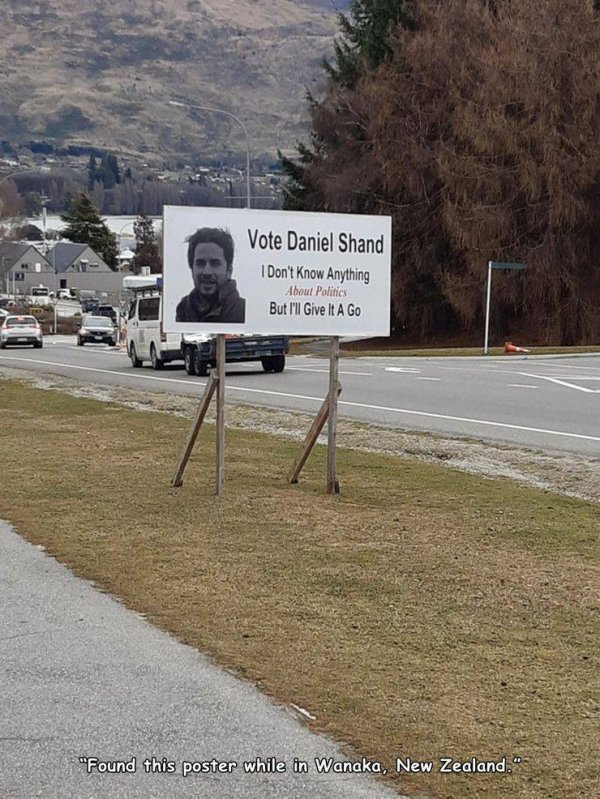 Vote Daniel Shand
I Don't Know Anything
About Politics
But I'll Give It A Go
"Found this poster while in Wanaka, New Zealand."